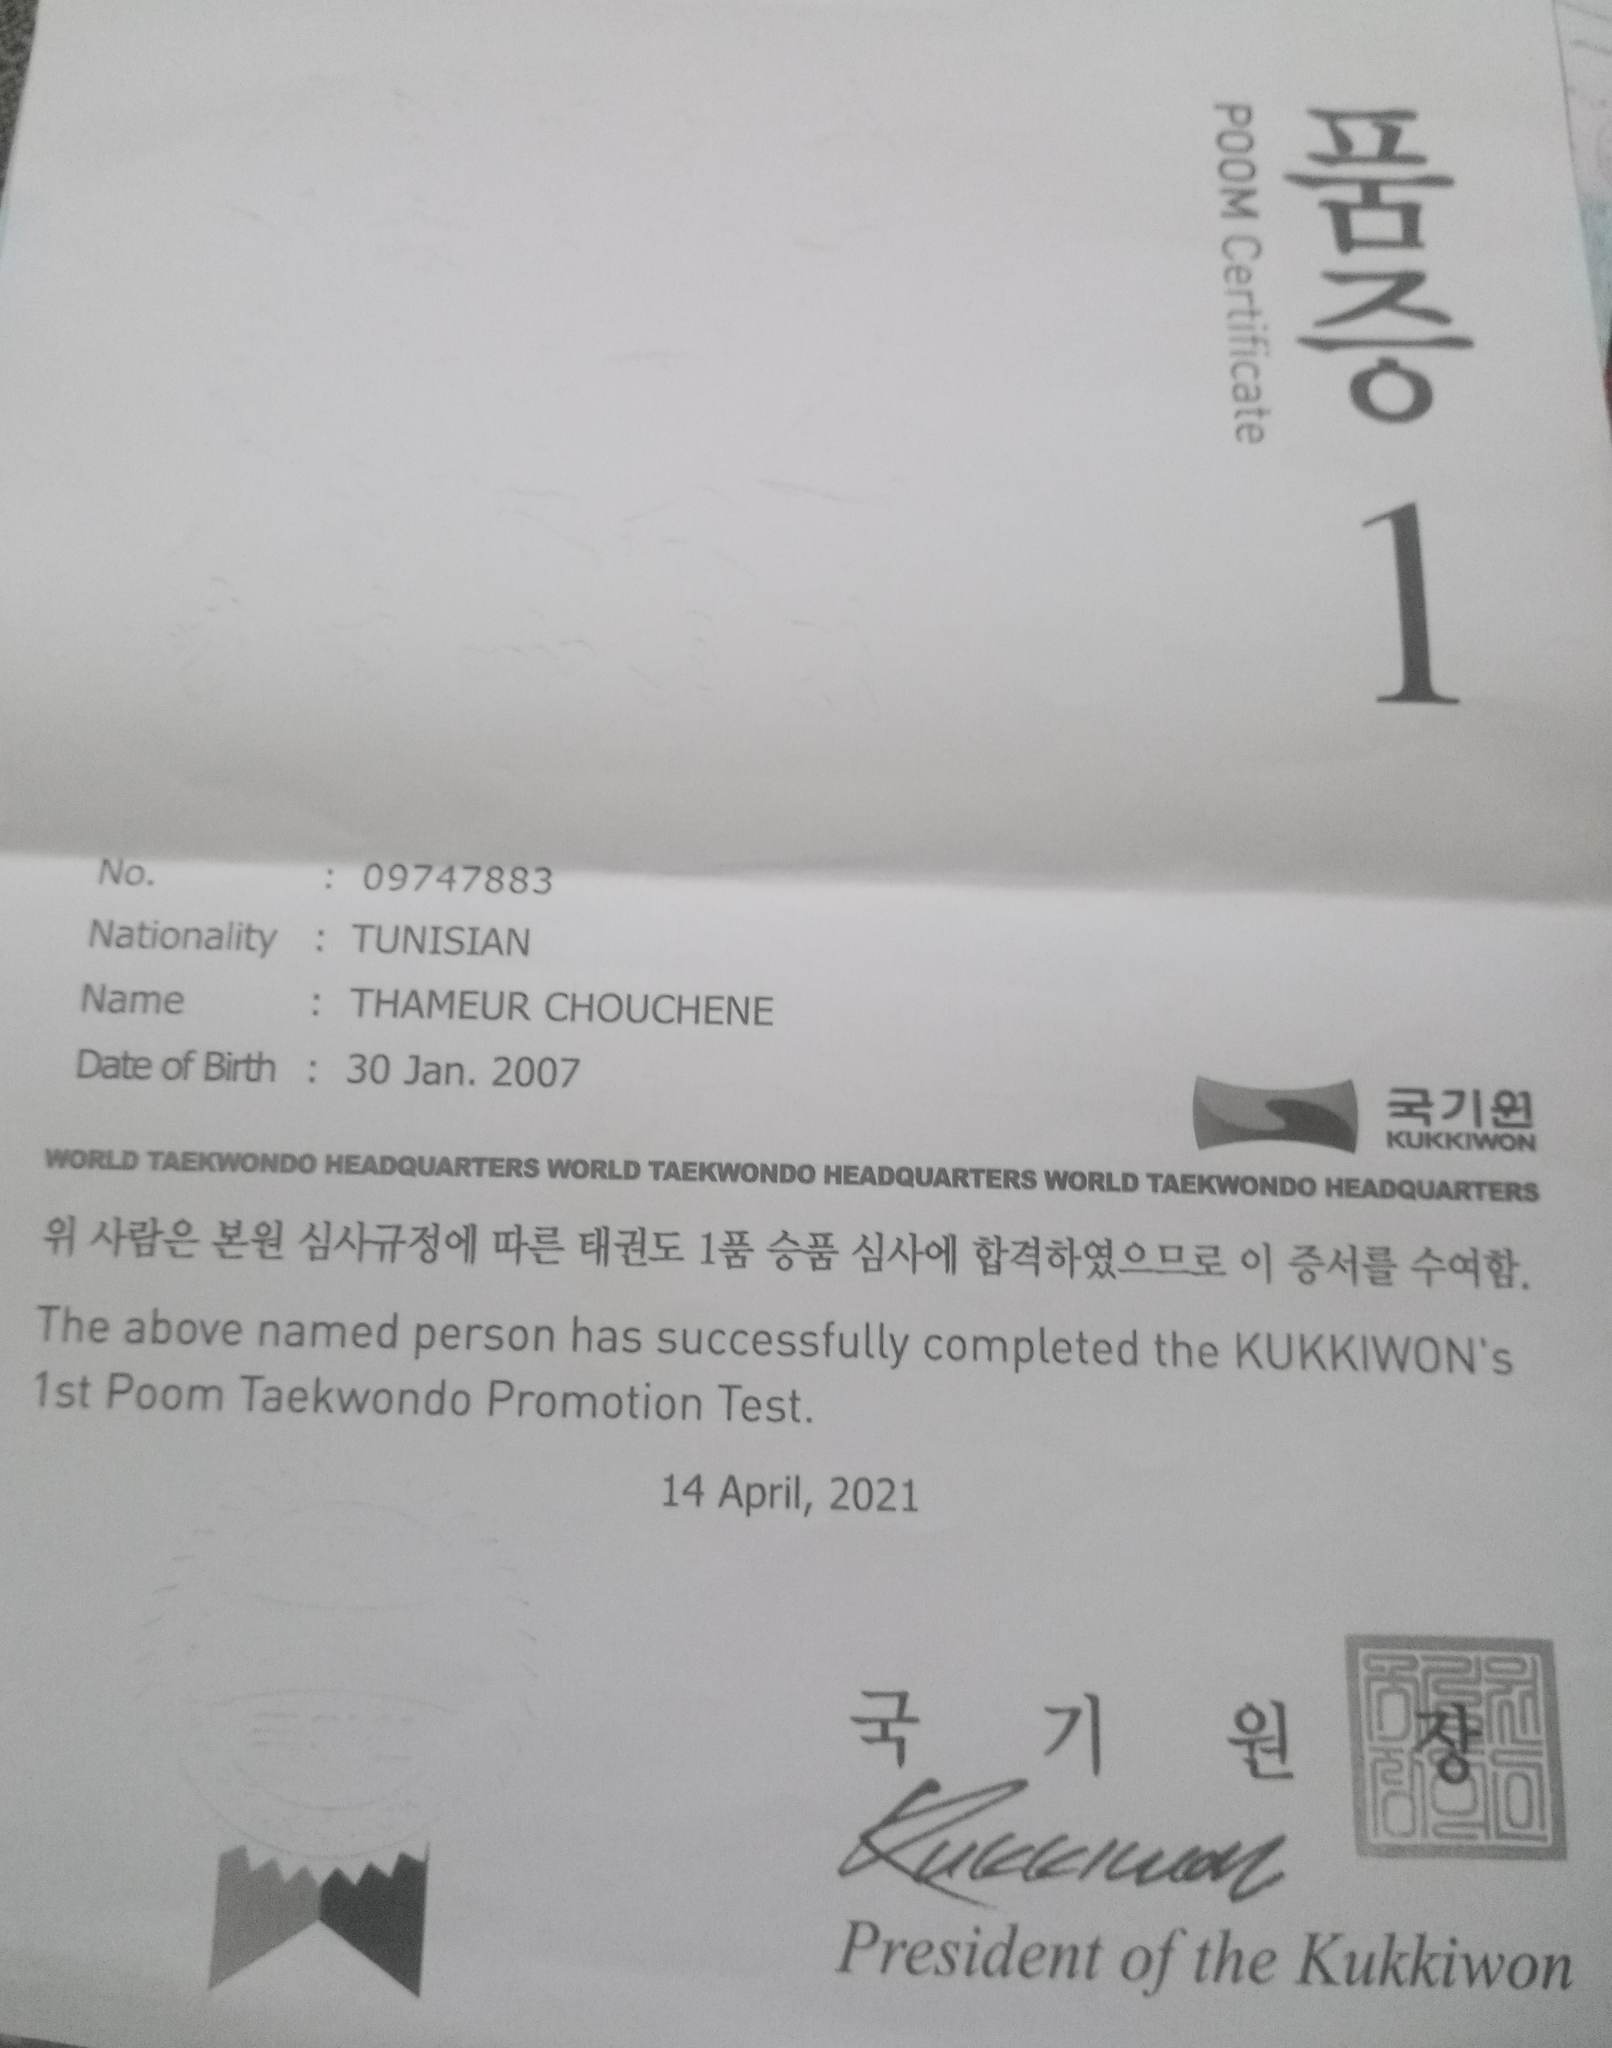 품증
POOM Certificate
1
No. : 09747883
Nationality : TUNISIAN
Name : THAMEUR CHOUCHENE
Date of Birth : 30 Jan. 2007
국기원
KUKKIWON
WORLD TAEKWONDO HEADQUARTERS WORLD TAEKWONDO HEADQUARTERS WORLD TAEKWONDO HEADQUARTERS
위 사람은 본원 심사규정에 따른 태권도 1품 승품 심사에 합격하였으므로 이 증서를 수여함.
The above named person has successfully completed the KUKKIWON's
1st Poom Taekwondo Promotion Test.
14 April, 2021
국 기 원 장
Kukkiwon
President of the Kukkiwon